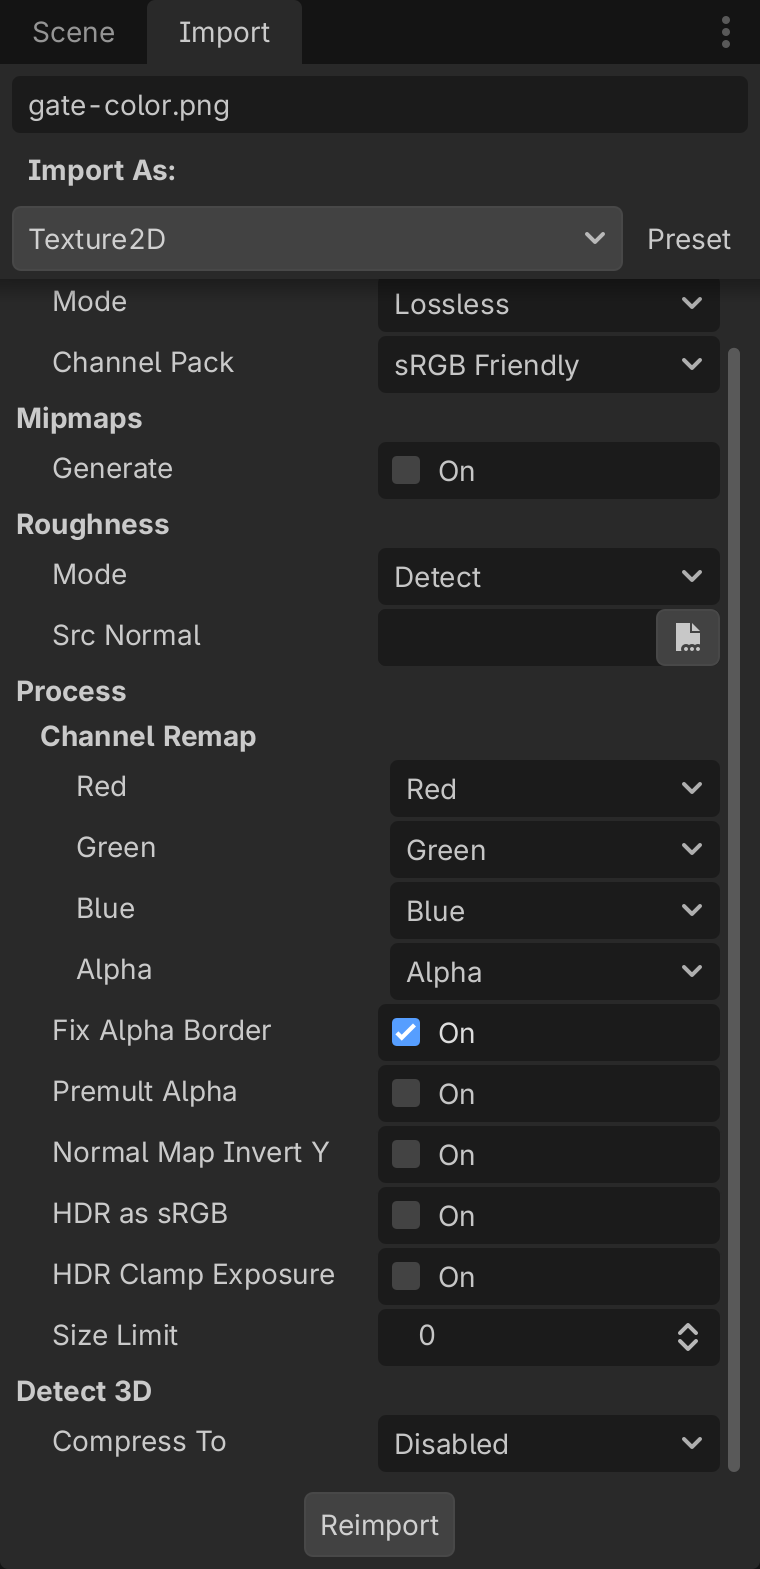 Scene Import
gate-color.png
Import As:
Texture2D Preset
Mode Lossless
Channel Pack sRGB Friendly
Mipmaps
Generate On
Roughness
Mode Detect
Src Normal
Process
Channel Remap
Red Red
Green Green
Blue Blue
Alpha Alpha
Fix Alpha Border On
Premult Alpha On
Normal Map Invert Y On
HDR as sRGB On
HDR Clamp Exposure On
Size Limit 0
Detect 3D
Compress To Disabled
Reimport